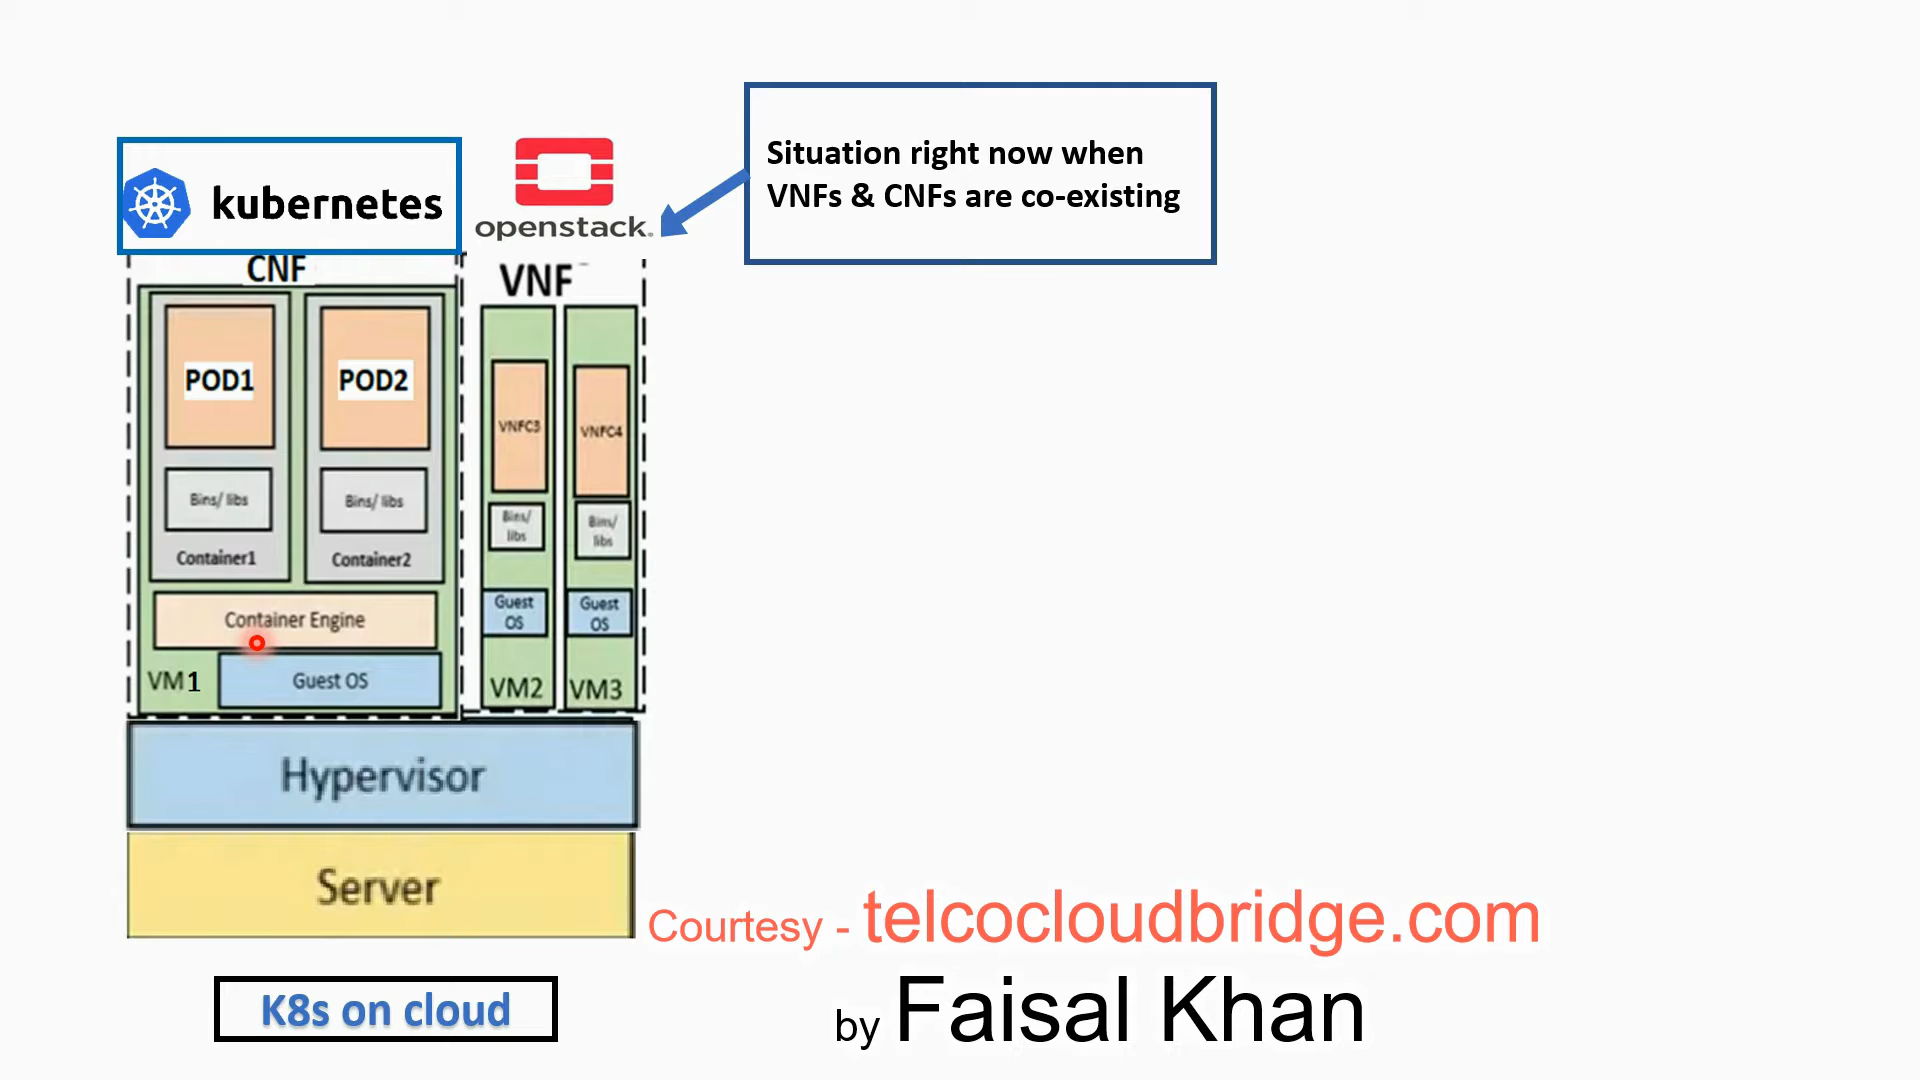 Situation right now when
VNFs & CNFs are co-existing
kubernetes
openstack.
CNF
VNF
POD1
POD2
VNFC3
VNFC4
Bins/ libs
Bins/ libs
Bins/
libs
Bins/
libs
Container1
Container2
Container Engine
Guest
OS
Guest
OS
VM1
Guest OS
VM2
VM3
Hypervisor
Server
Courtesy - telcocloudbridge.com
K8s on cloud
by Faisal Khan